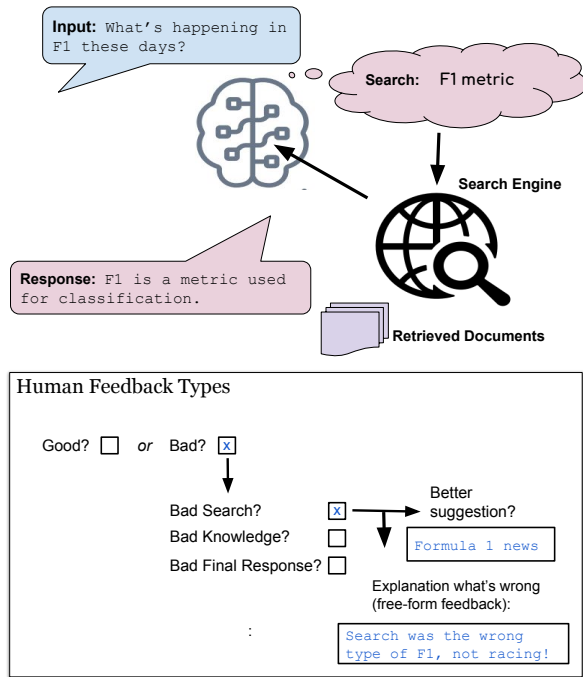 Input: What's happening in
F1 these days?
Search: F1 metric
Search Engine
Response: F1 is a metric used
for classification.
Retrieved Documents
Human Feedback Types
Good? or Bad? x
Bad Search? x
Better
suggestion?
Bad Knowledge?
Formula 1 news
Bad Final Response?
Explanation what's wrong
(free-form feedback):
:
Search was the wrong
type of F1, not racing!